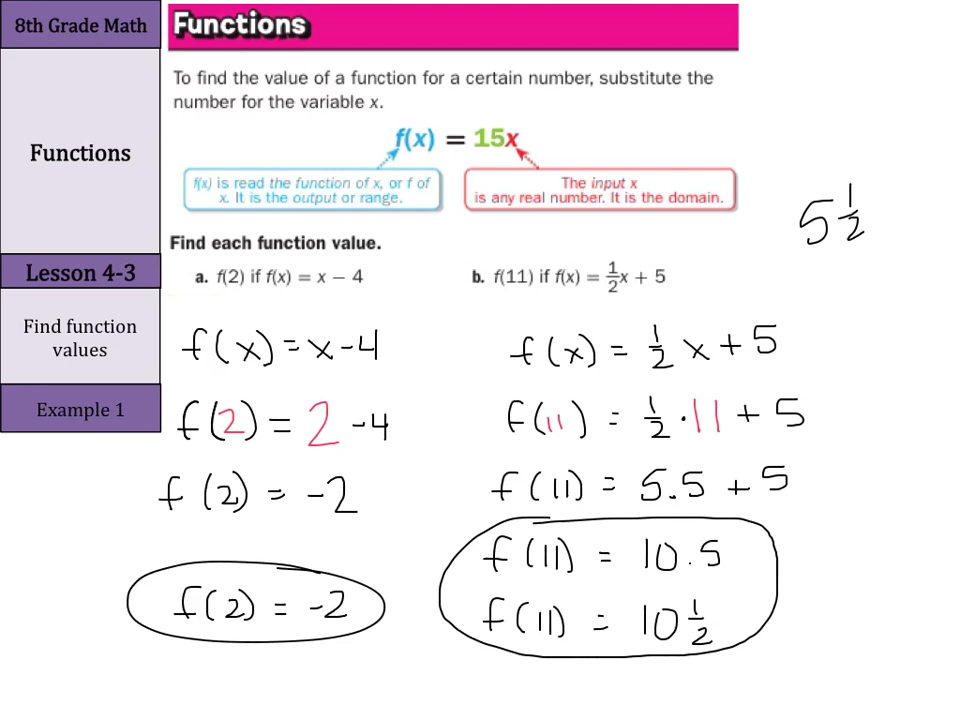 8th Grade Math
Functions
Functions
Lesson 4-3
Find function
values
Example 1
To find the value of a function for a certain number, substitute the
number for the variable x.
f(x) = 15x
f(x) is read the function of x, or f of
x. It is the output or range.
The input x
is any real number. It is the domain.
5 1/2
Find each function value.
a. f(2) if f(x) = x − 4
b. f(11) if f(x) = 1/2x + 5
f(x) = x - 4
f(2) = 2 - 4
f(2) = -2
f(2) = -2
f(x) = 1/2 x + 5
f(11) = 1/2 · 11 + 5
f(11) = 5.5 + 5
f(11) = 10.5
f(11) = 10 1/2